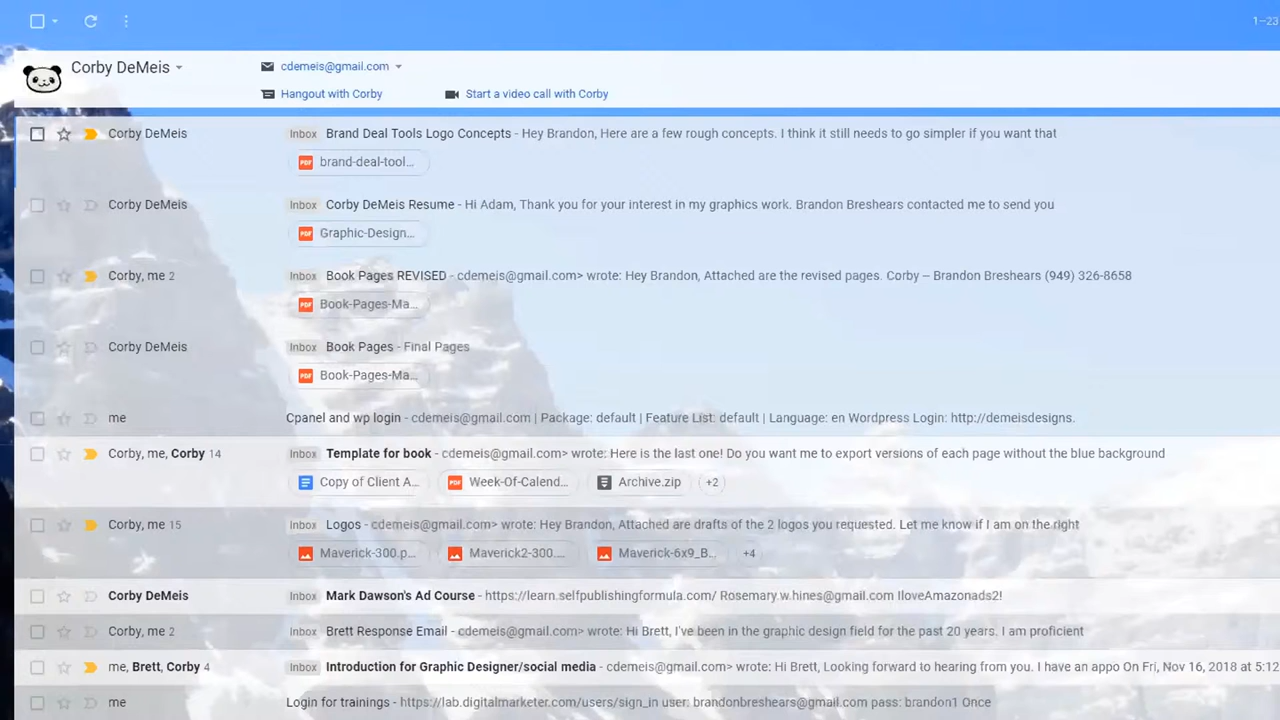 1–23
Corby DeMeis
cdemeis@gmail.com
Hangout with Corby Start a video call with Corby
Corby DeMeis Inbox Brand Deal Tools Logo Concepts - Hey Brandon, Here are a few rough concepts. I think it still needs to go simpler if you want that
PDF brand-deal-tool...
Corby DeMeis Inbox Corby DeMeis Resume - Hi Adam, Thank you for your interest in my graphics work. Brandon Breshears contacted me to send you
PDF Graphic-Design...
Corby, me 2 Inbox Book Pages REVISED - cdemeis@gmail.com> wrote: Hey Brandon, Attached are the revised pages. Corby – Brandon Breshears (949) 326-8658
PDF Book-Pages-Ma...
Corby DeMeis Inbox Book Pages - Final Pages
PDF Book-Pages-Ma...
me Cpanel and wp login - cdemeis@gmail.com | Package: default | Feature List: default | Language: en Wordpress Login: http://demeisdesigns.
Corby, me, Corby 14 Inbox Template for book - cdemeis@gmail.com> wrote: Here is the last one! Do you want me to export versions of each page without the blue background
Copy of Client A... PDF Week-Of-Calend... Archive.zip +2
Corby, me 15 Inbox Logos - cdemeis@gmail.com> wrote: Hey Brandon, Attached are drafts of the 2 logos you requested. Let me know if I am on the right
Maverick-300.p... Maverick2-300.... Maverick-6x9_B... +4
Corby DeMeis Inbox Mark Dawson's Ad Course - https://learn.selfpublishingformula.com/ Rosemary.w.hines@gmail.com IloveAmazonads2!
Corby, me 2 Inbox Brett Response Email - cdemeis@gmail.com> wrote: Hi Brett, I've been in the graphic design field for the past 20 years. I am proficient
me, Brett, Corby 4 Inbox Introduction for Graphic Designer/social media - cdemeis@gmail.com> wrote: Hi Brett, Looking forward to hearing from you. I have an appo On Fri, Nov 16, 2018 at 5:12
me Login for trainings - https://lab.digitalmarketer.com/users/sign_in user: brandonbreshears@gmail.com pass: brandon1 Once